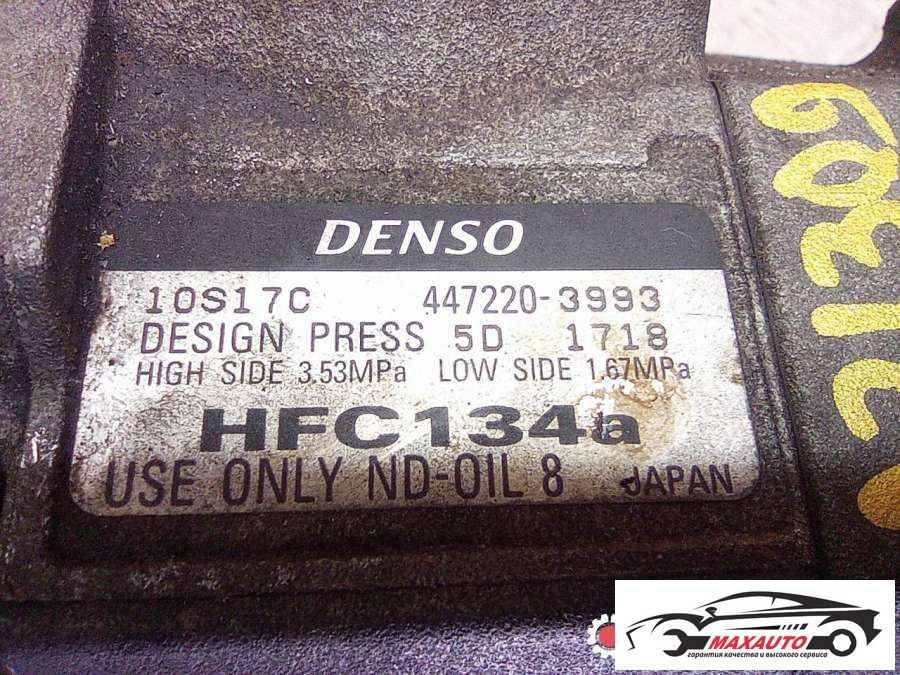 DENSO
10S17C 447220-3993
DESIGN PRESS 5D 1718
HIGH SIDE 3.53MPa LOW SIDE 1.67MPa
HFC134a
USE ONLY ND-OIL 8 JAPAN
MAXAUTO
гарантия качества и высокого сервиса